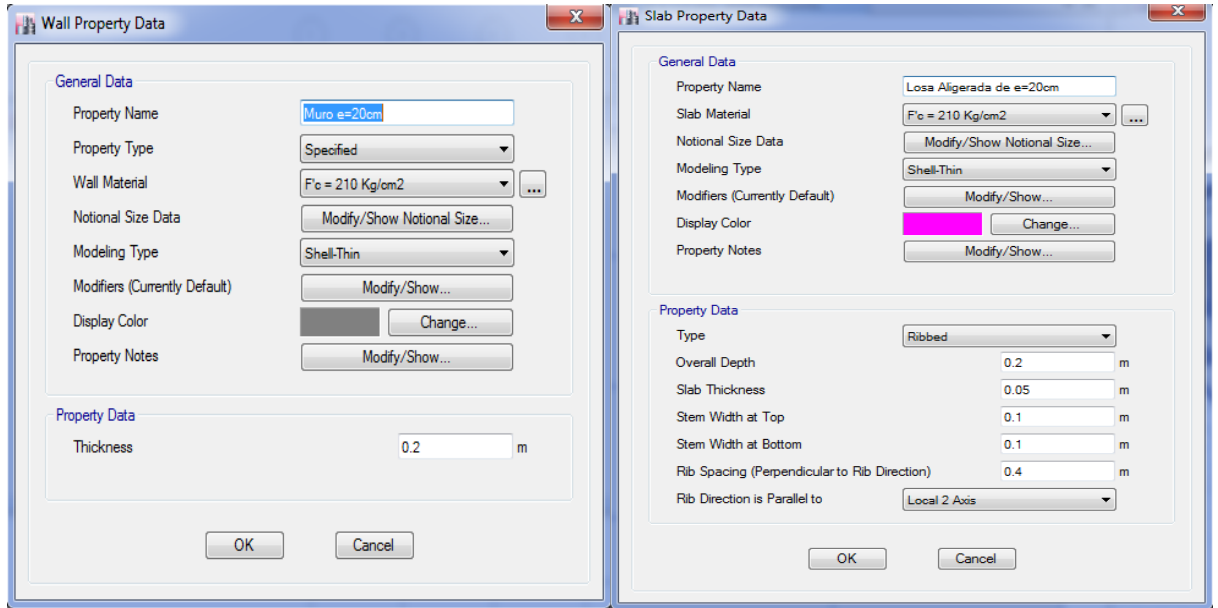 Wall Property Data
General Data
Property Name Muro e=20cm
Property Type Specified
Wall Material F'c = 210 Kg/cm2 ...
Notional Size Data Modify/Show Notional Size...
Modeling Type Shell-Thin
Modifiers (Currently Default) Modify/Show...
Display Color Change...
Property Notes Modify/Show...
Property Data
Thickness 0.2 m
OK Cancel
Slab Property Data
General Data
Property Name Losa Aligerada de e=20cm
Slab Material F'c = 210 Kg/cm2 ...
Notional Size Data Modify/Show Notional Size...
Modeling Type Shell-Thin
Modifiers (Currently Default) Modify/Show...
Display Color Change...
Property Notes Modify/Show...
Property Data
Type Ribbed
Overall Depth 0.2 m
Slab Thickness 0.05 m
Stem Width at Top 0.1 m
Stem Width at Bottom 0.1 m
Rib Spacing (Perpendicular to Rib Direction) 0.4 m
Rib Direction is Parallel to Local 2 Axis
OK Cancel